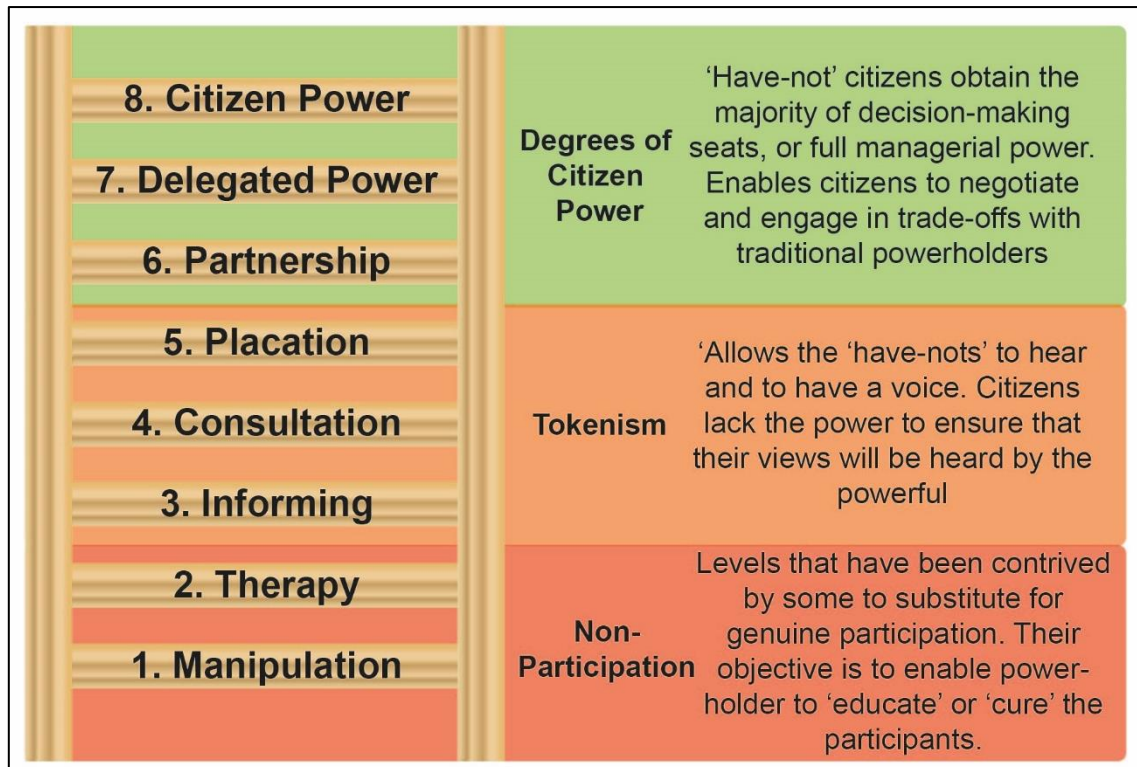 8. Citizen Power
7. Delegated Power
6. Partnership
Degrees of
Citizen
Power
‘Have-not’ citizens obtain the
majority of decision-making
seats, or full managerial power.
Enables citizens to negotiate
and engage in trade-offs with
traditional powerholders
5. Placation
4. Consultation
3. Informing
Tokenism
‘Allows the ‘have-nots’ to hear
and to have a voice. Citizens
lack the power to ensure that
their views will be heard by the
powerful
2. Therapy
1. Manipulation
Non-
Participation
Levels that have been contrived
by some to substitute for
genuine participation. Their
objective is to enable power-
holder to ‘educate’ or ‘cure’ the
participants.